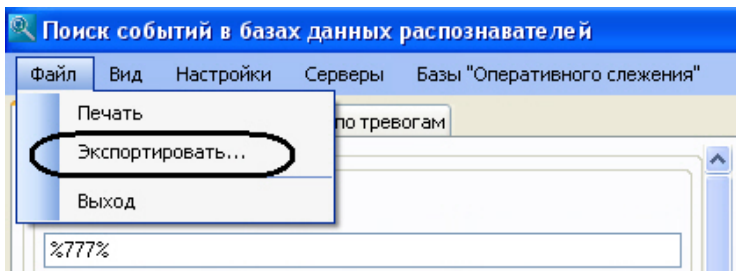 Поиск событий в базах данных распознавателей
Файл Вид Настройки Серверы Базы "Оперативного слежения"
Печать
по тревогам
Экспортировать...
Выход
%777%